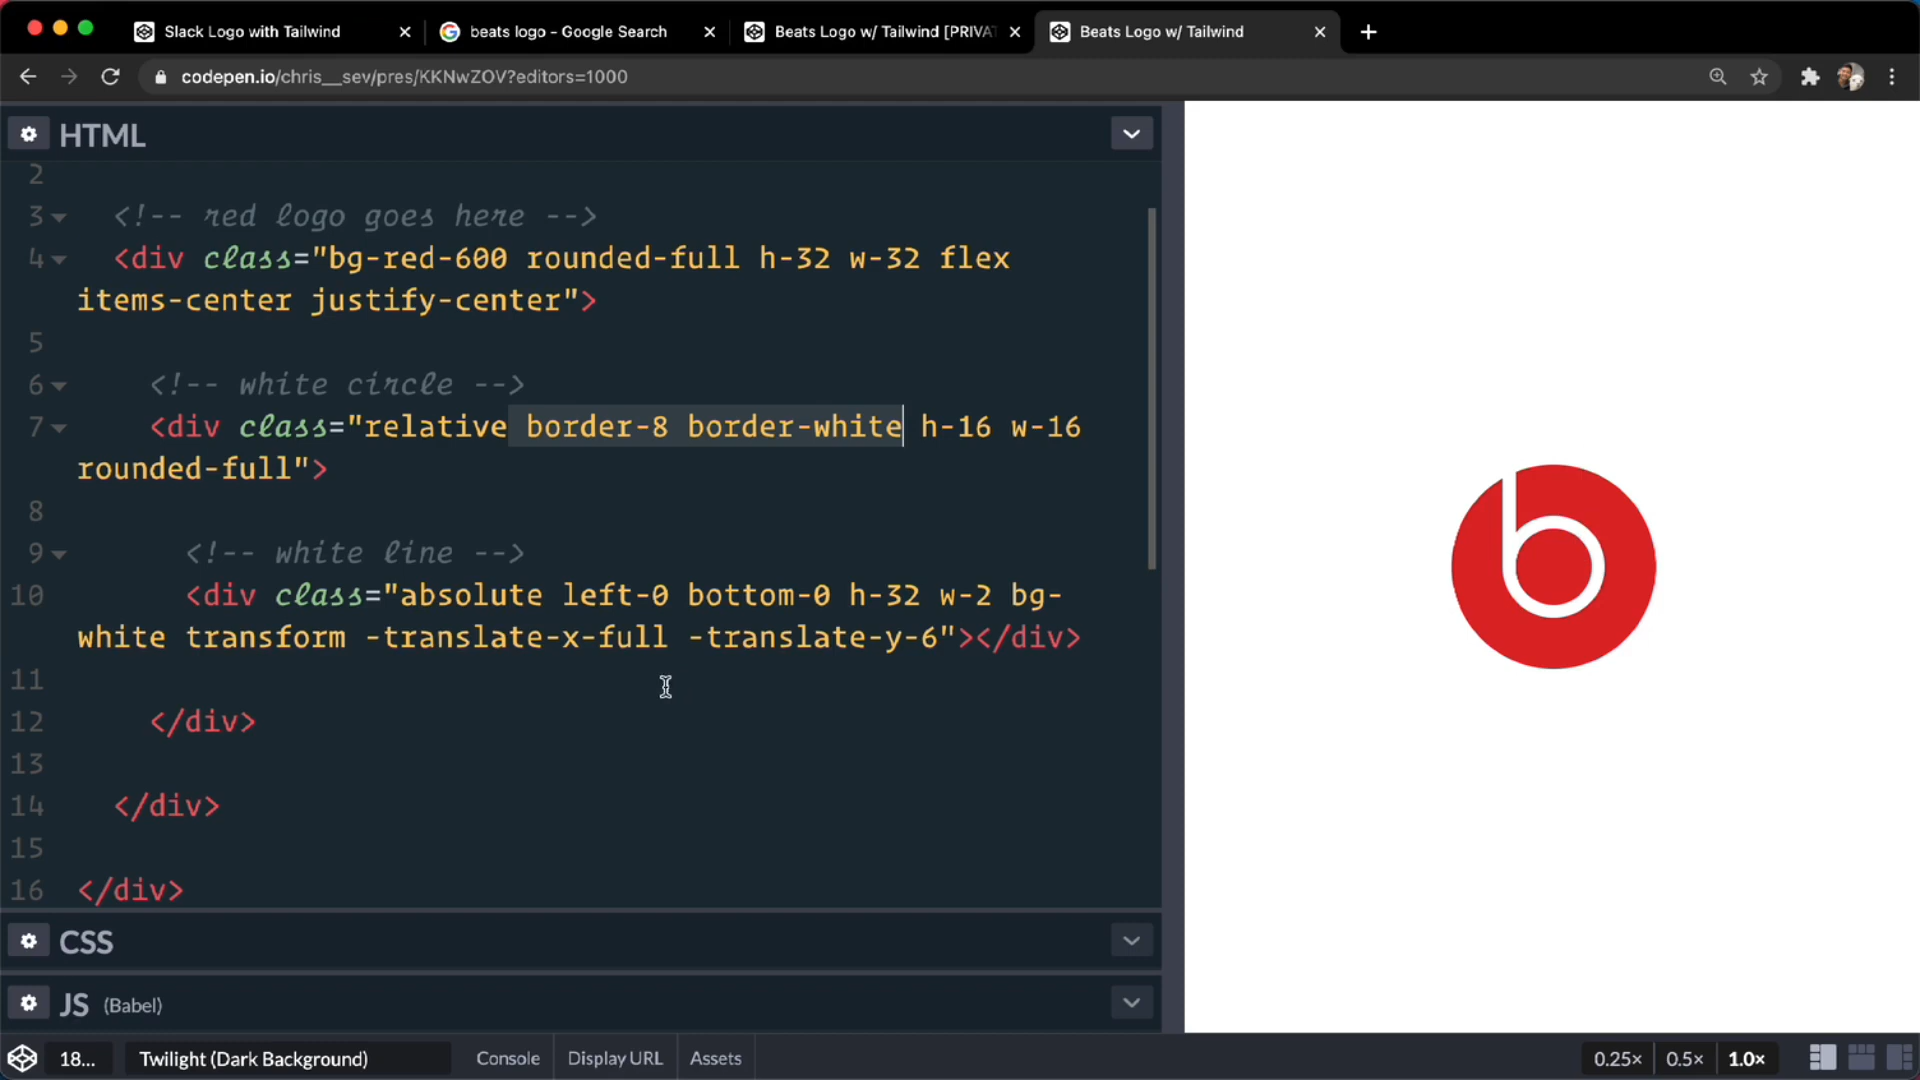 Slack Logo with Tailwind
beats logo - Google Search
Beats Logo w/ Tailwind [PRIVAT
Beats Logo w/ Tailwind
codepen.io/chris__sev/pres/KKNwZOV?editors=1000
HTML
2
3 <!-- red logo goes here -->
4 <div class="bg-red-600 rounded-full h-32 w-32 flex
items-center justify-center">
5
6 <!-- white circle -->
7 <div class="relative border-8 border-white h-16 w-16
rounded-full">
8
9 <!-- white line -->
10 <div class="absolute left-0 bottom-0 h-32 w-2 bg-
white transform -translate-x-full -translate-y-6"></div>
11
12 </div>
13
14 </div>
15
16 </div>
CSS
JS (Babel)
18...
Twilight (Dark Background)
Console
Display URL
Assets
0.25×
0.5×
1.0×